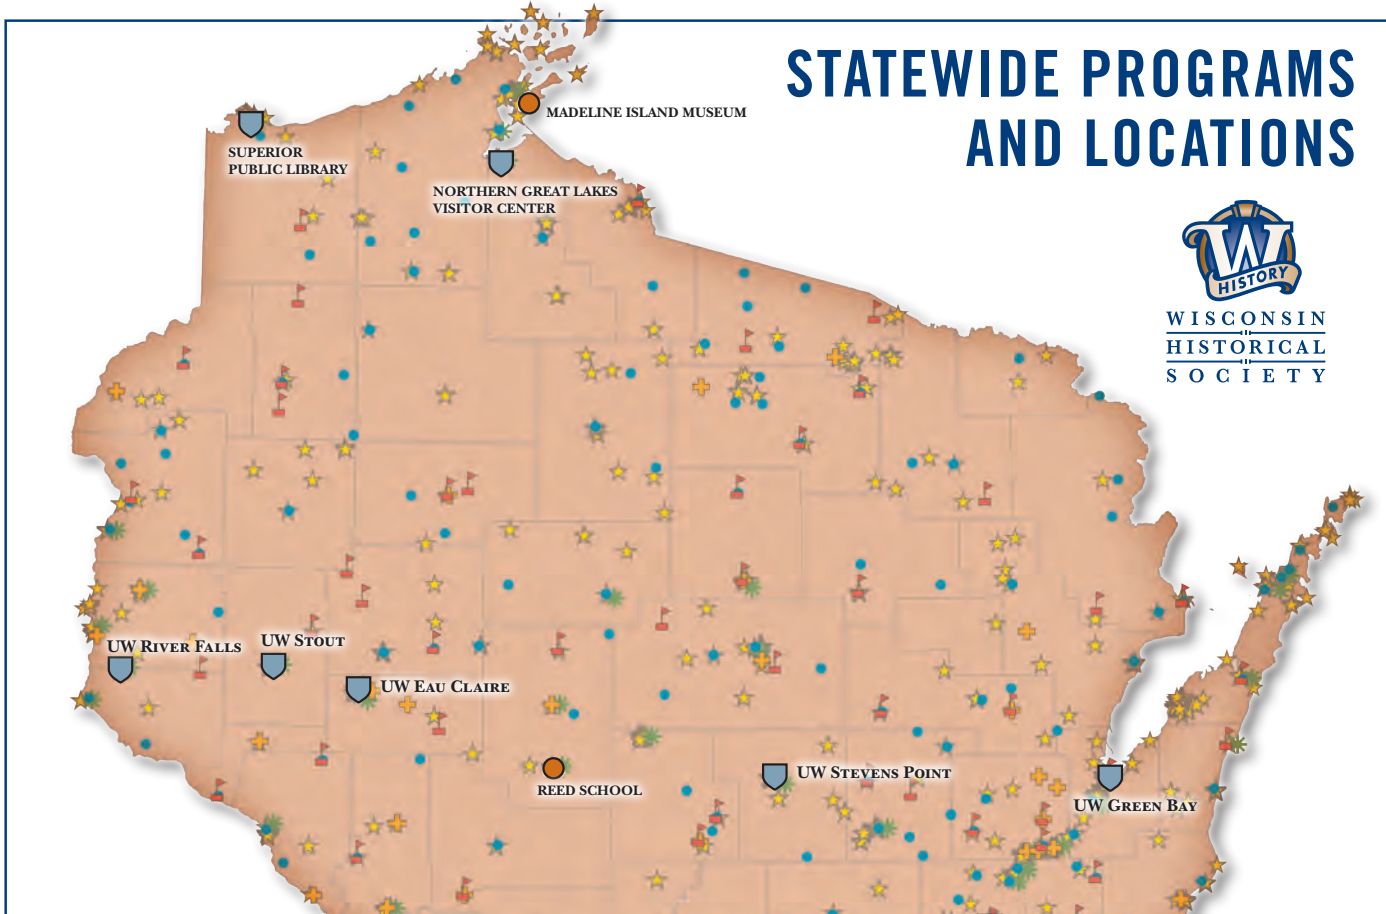 STATEWIDE PROGRAMS
AND LOCATIONS
MADELINE ISLAND MUSEUM
SUPERIOR
PUBLIC LIBRARY
NORTHERN GREAT LAKES
VISITOR CENTER
W
HISTORY
WISCONSIN
HISTORICAL
SOCIETY
UW RIVER FALLS
UW STOUT
UW EAU CLAIRE
REED SCHOOL
UW STEVENS POINT
UW GREEN BAY